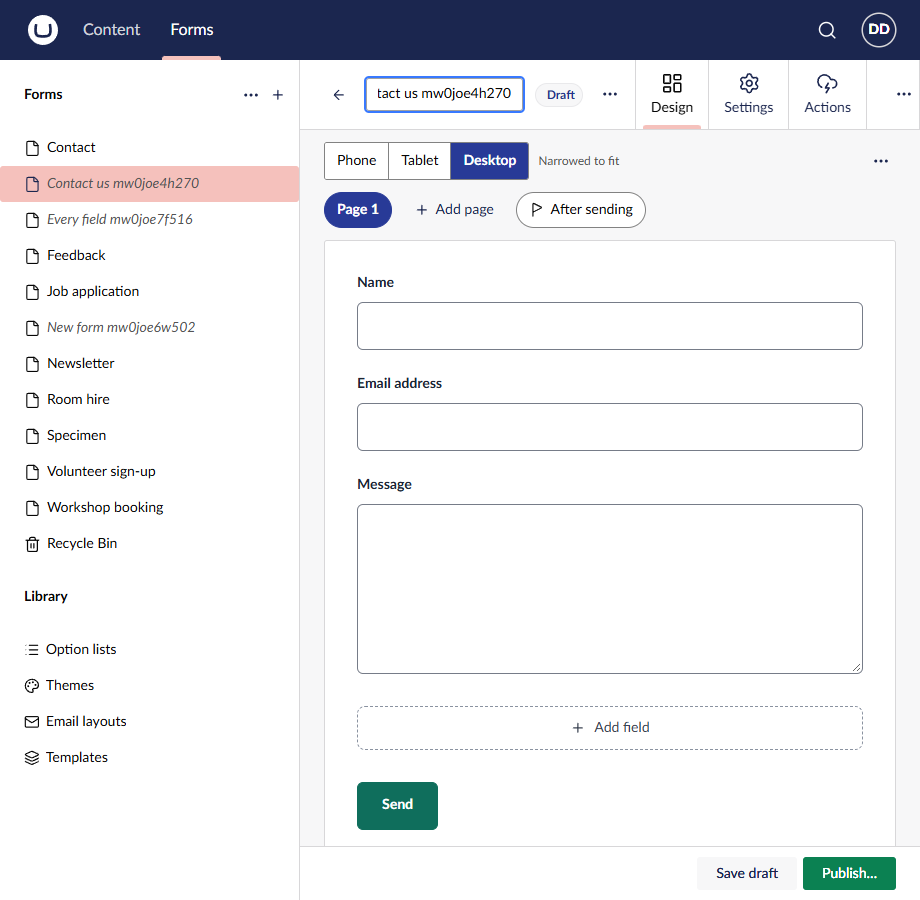 Content
Forms
DD
Forms
Contact
Contact us mw0joe4h270
Every field mw0joe7f516
Feedback
Job application
New form mw0joe6w502
Newsletter
Room hire
Specimen
Volunteer sign-up
Workshop booking
Recycle Bin
Library
Option lists
Themes
Email layouts
Templates
tact us mw0joe4h270
Draft
Design
Settings
Actions
Phone
Tablet
Desktop
Narrowed to fit
Page 1
Add page
After sending
Name
Email address
Message
Add field
Send
Save draft
Publish...